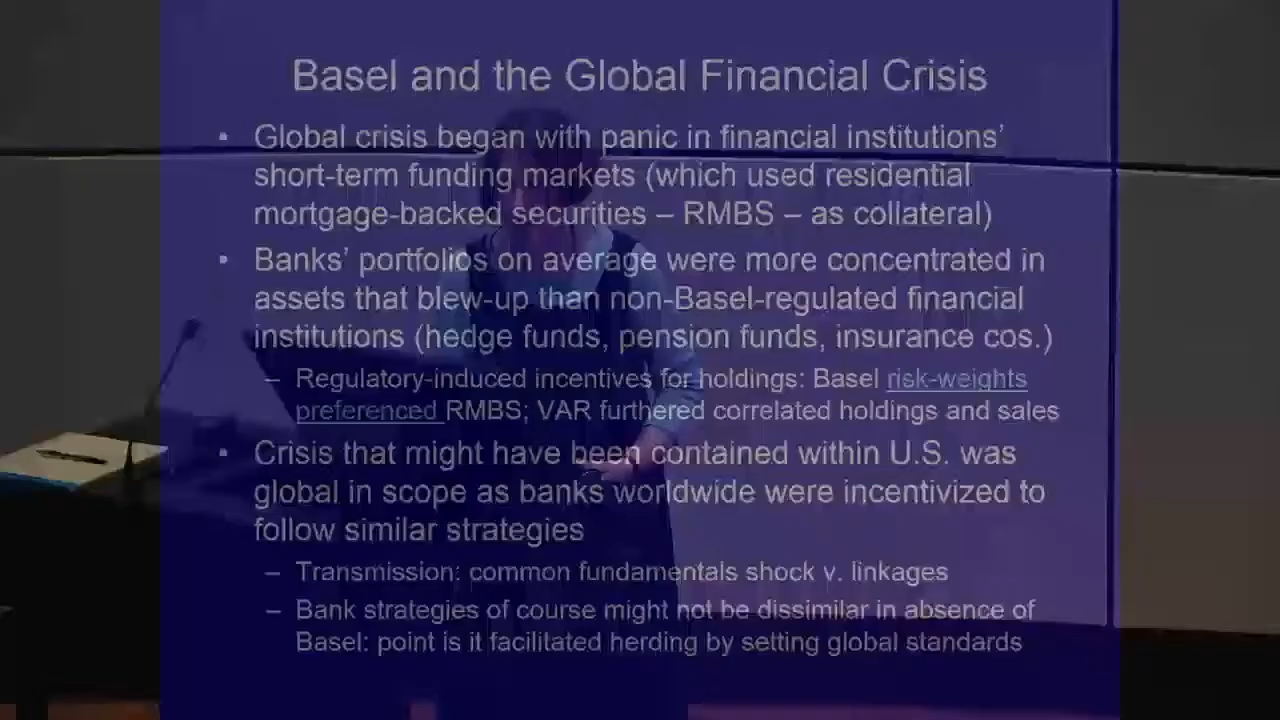 Basel and the Global Financial Crisis
• Global crisis began with panic in financial institutions'
short-term funding markets (which used residential
mortgage-backed securities – RMBS – as collateral)
• Banks' portfolios on average were more concentrated in
assets that blew-up than non-Basel-regulated financial
institutions (hedge funds, pension funds, insurance cos.)
– Regulatory-induced incentives for holdings: Basel risk-weights
preferenced RMBS; VAR furthered correlated holdings and sales
• Crisis that might have been contained within U.S. was
global in scope as banks worldwide were incentivized to
follow similar strategies
– Transmission: common fundamentals shock v. linkages
– Bank strategies of course might not be dissimilar in absence of
Basel: point is it facilitated herding by setting global standards